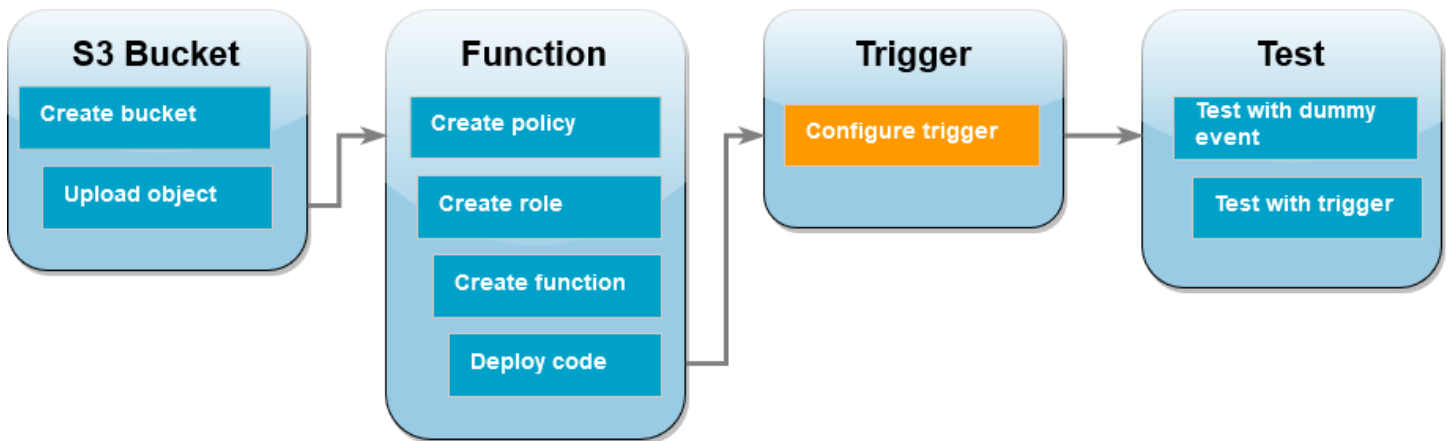 S3 Bucket
Create bucket
Upload object
Function
Create policy
Create role
Create function
Deploy code
Trigger
Configure trigger
Test
Test with dummy
event
Test with trigger